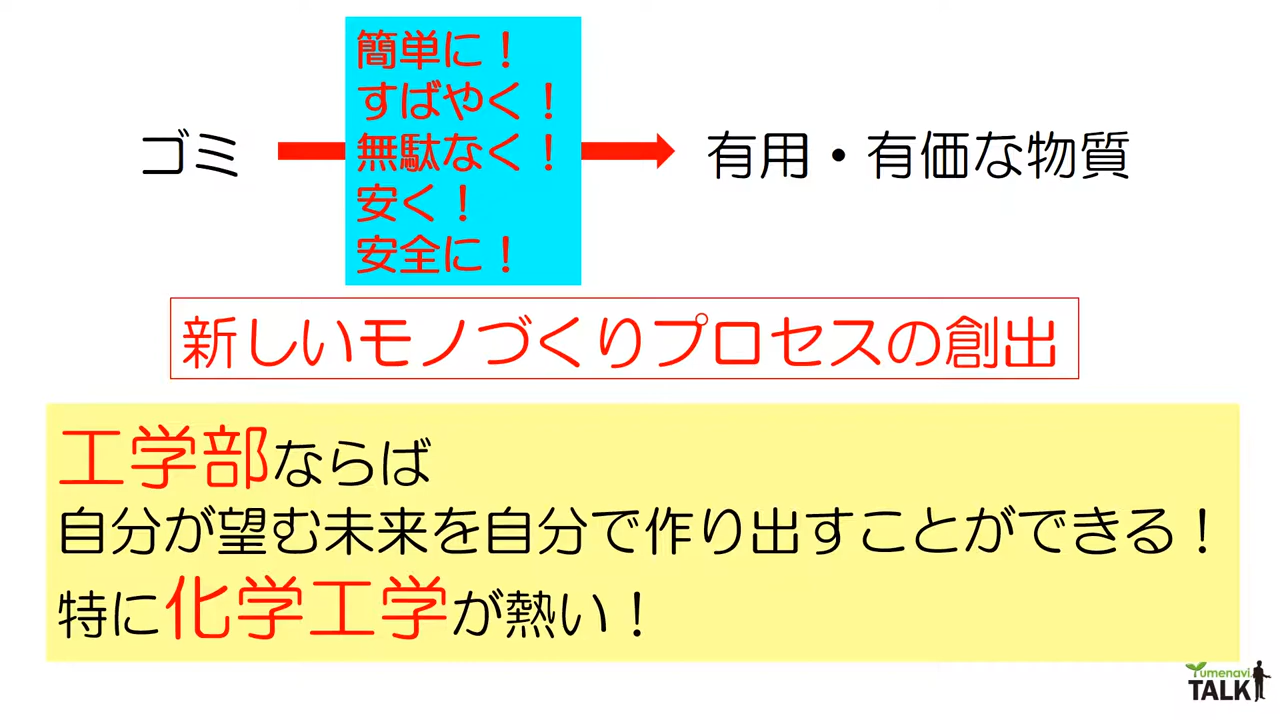 簡単に！
すばやく！
無駄なく！
安く！
安全に！
ゴミ
有用・有価な物質
新しいモノづくりプロセスの創出
工学部ならば
自分が望む未来を自分で作り出すことができる！
特に化学工学が熱い！
Yumenavi
TALK